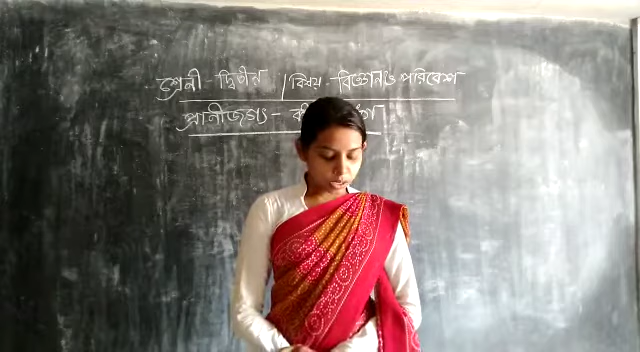 শ্রেনী - দ্বিতীন | বিষয় - বিজ্ঞান ও পরিবেশ
প্রানীজগৎ -